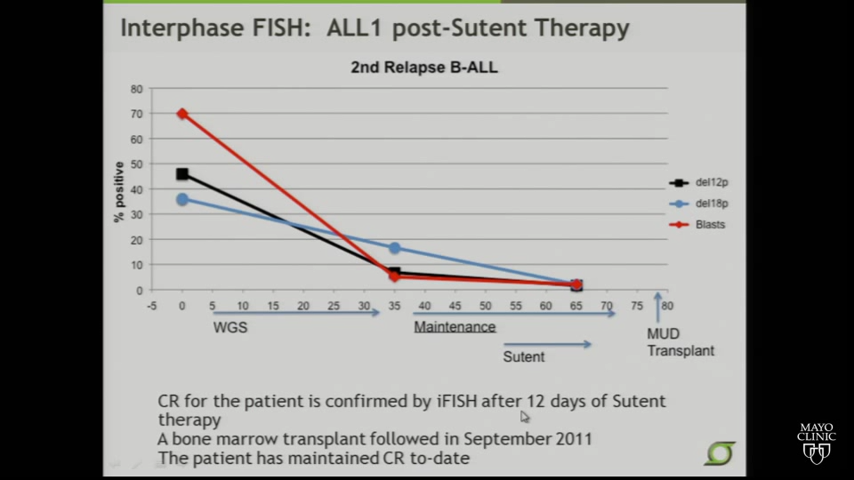 Interphase FISH: ALL1 post-Sutent Therapy
2nd Relapse B-ALL
80
70
60
50
40
30
20
10
0
% positive
del12p
del18p
Blasts
-5 0 5 10 15 20 25 30 35 40 45 50 55 60 65 70 75 80
WGS
Maintenance
Sutent
MUD
Transplant
CR for the patient is confirmed by iFISH after 12 days of Sutent
therapy
A bone marrow transplant followed in September 2011
The patient has maintained CR to-date
MAYO
CLINIC